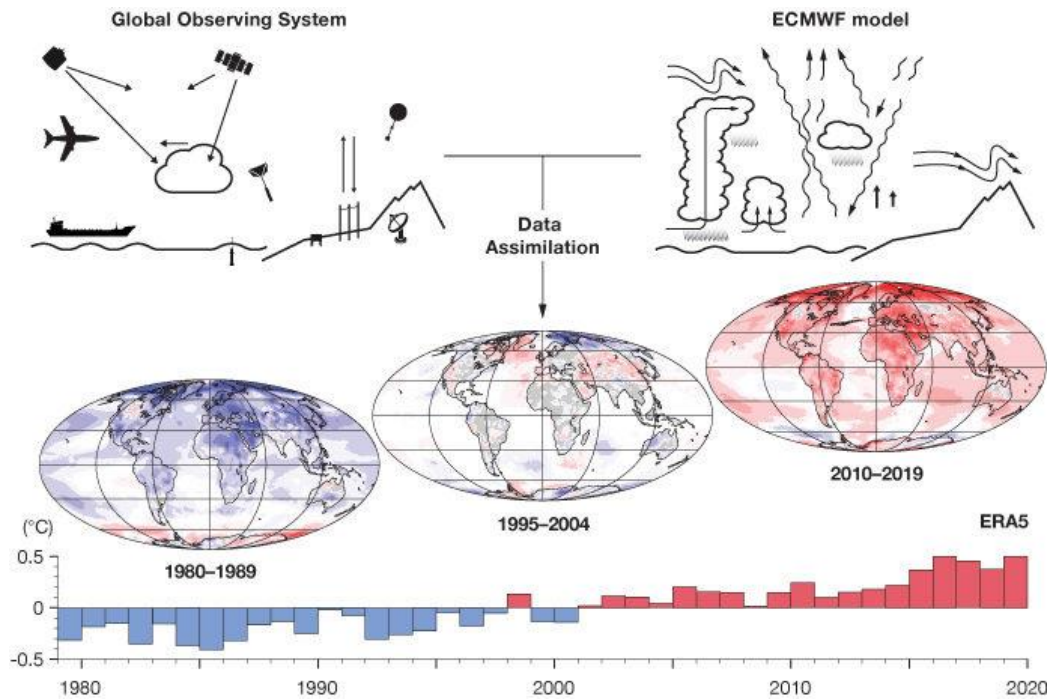 Global Observing System
ECMWF model
Data
Assimilation
2010–2019
1995–2004
ERA5
1980–1989
(°C)
0.5
0
-0.5
1980
1990
2000
2010
2020